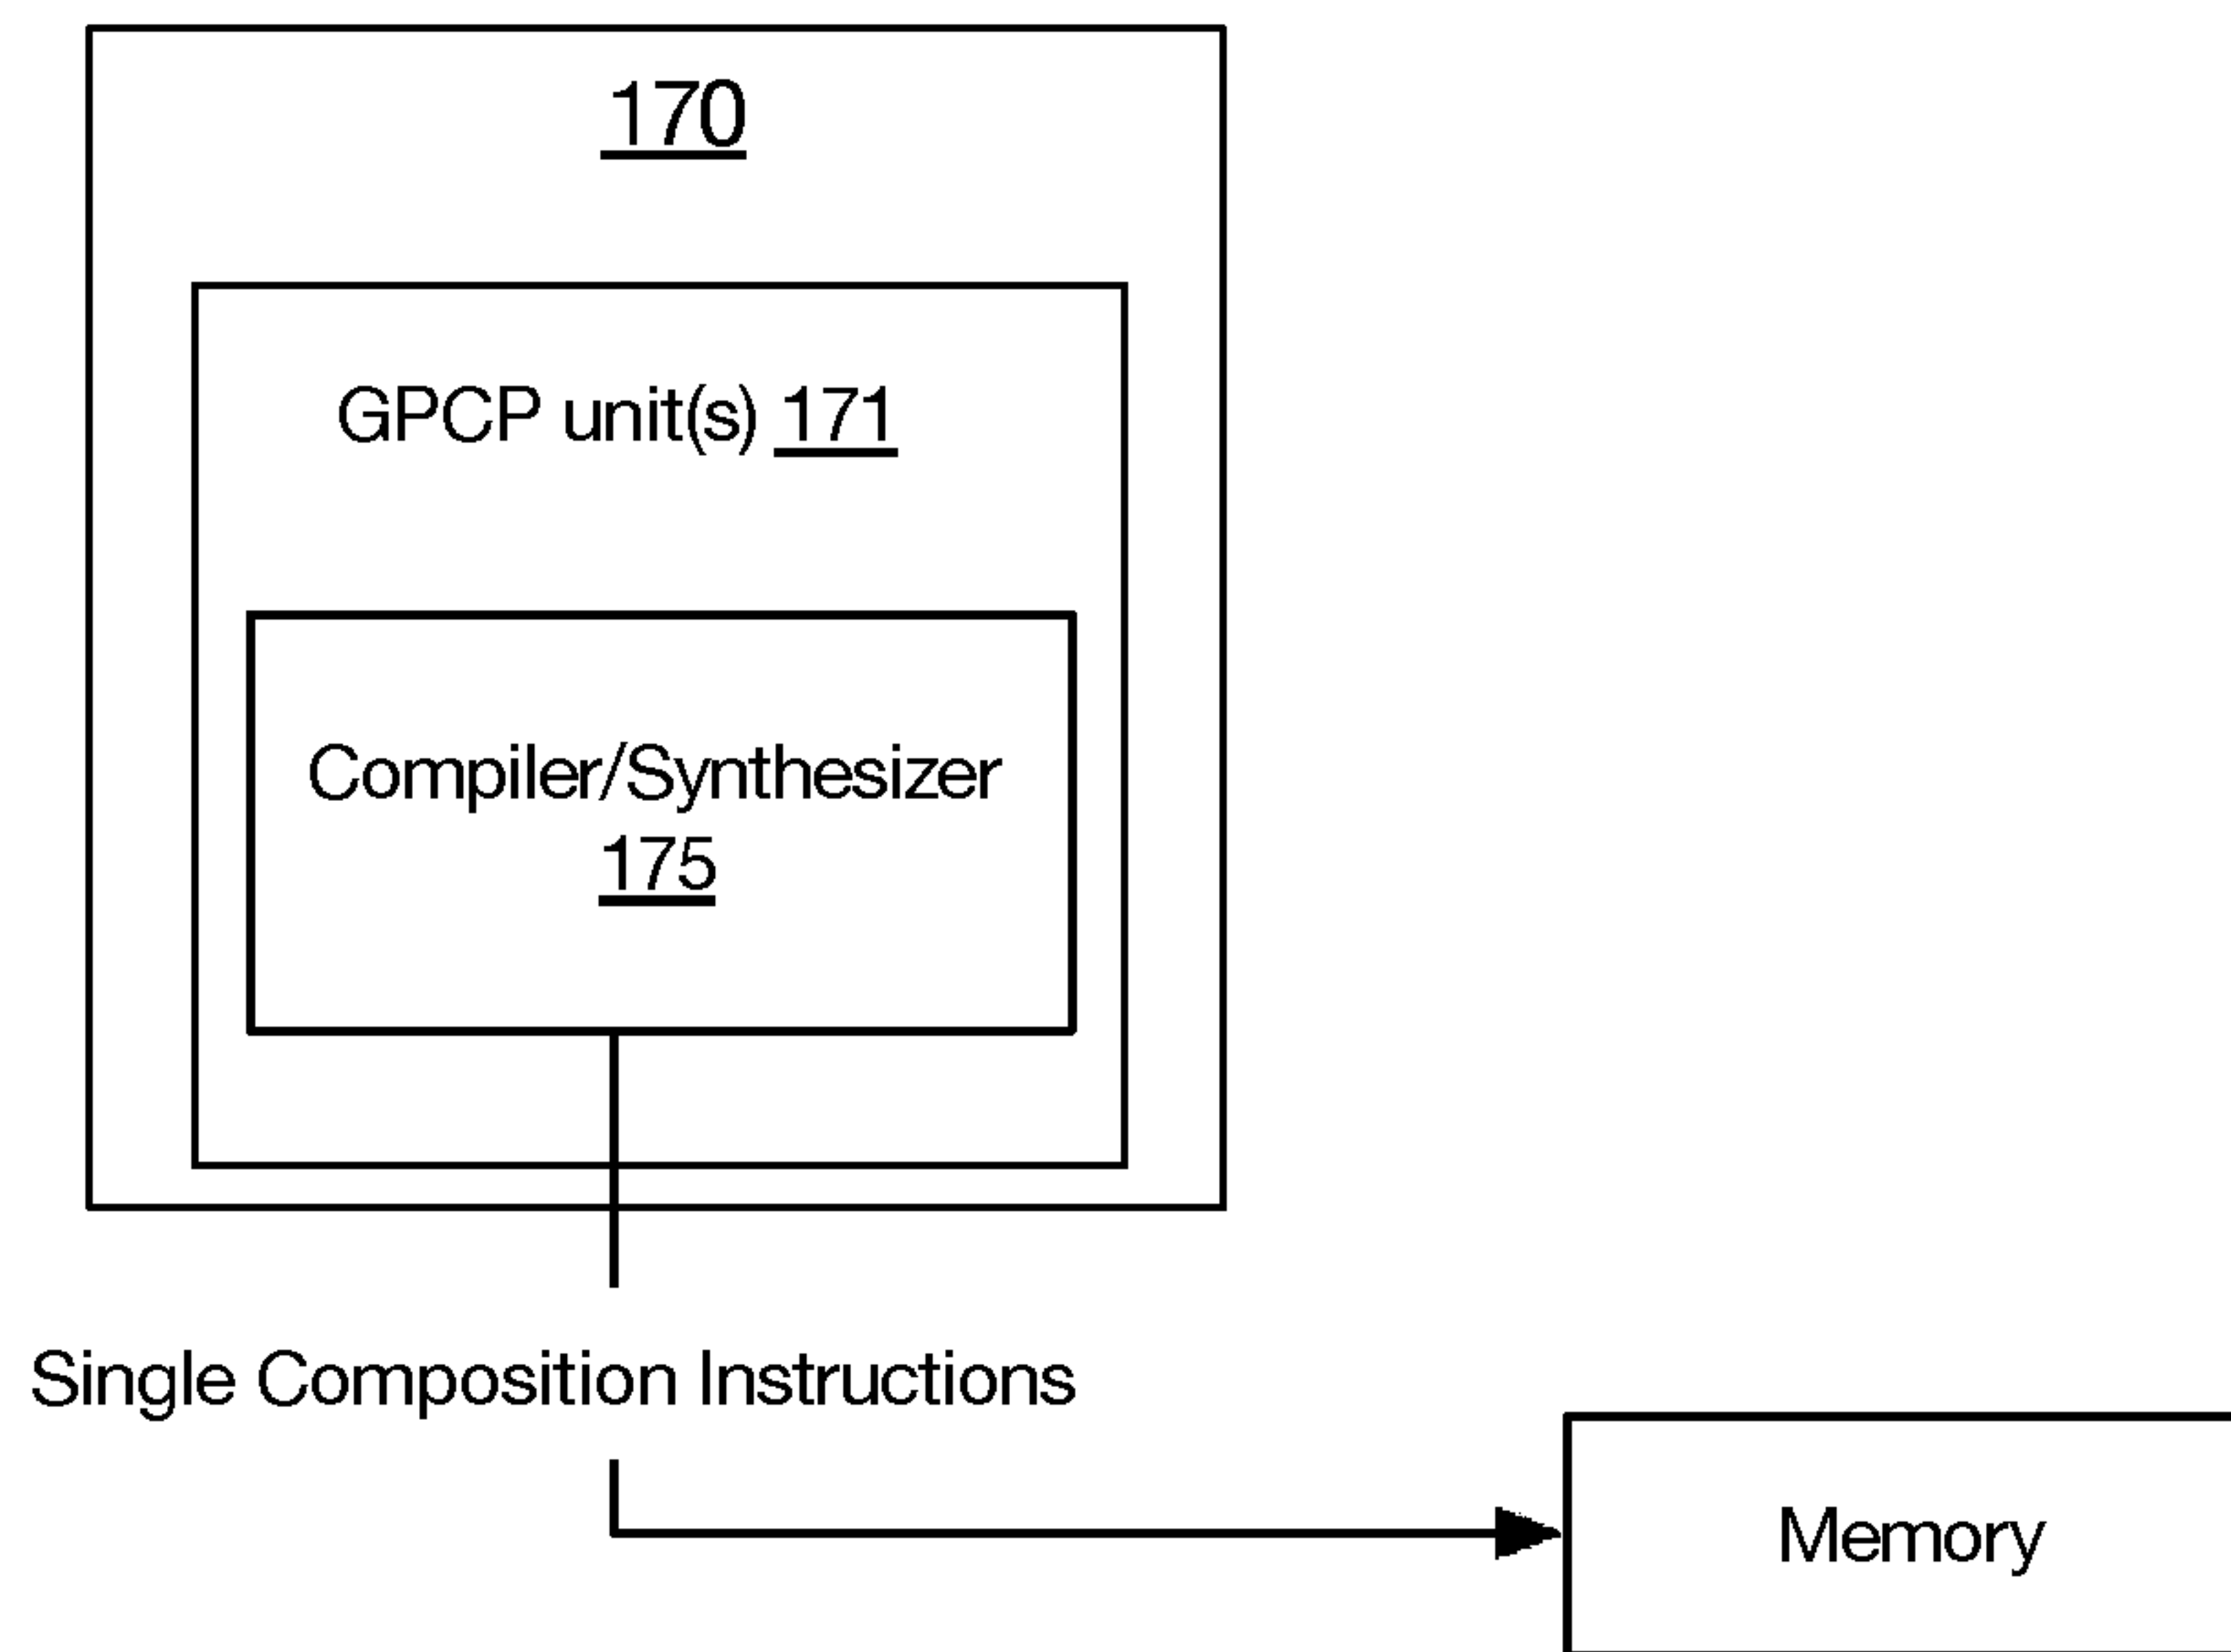 170
GPCP unit(s) 171
Compiler/Synthesizer
175
Single Composition Instructions
Memory